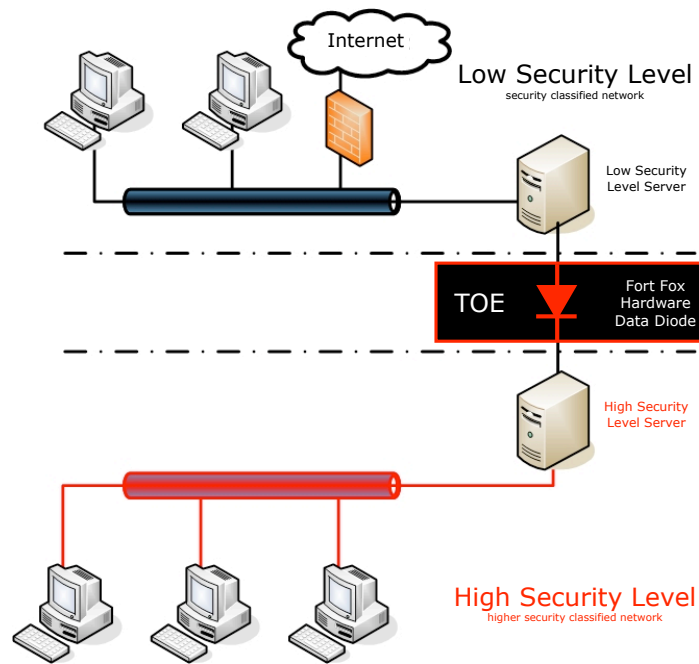 Internet
Low Security Level
security classified network
Low Security
Level Server
TOE
Fort Fox
Hardware
Data Diode
High Security
Level Server
High Security Level
higher security classified network